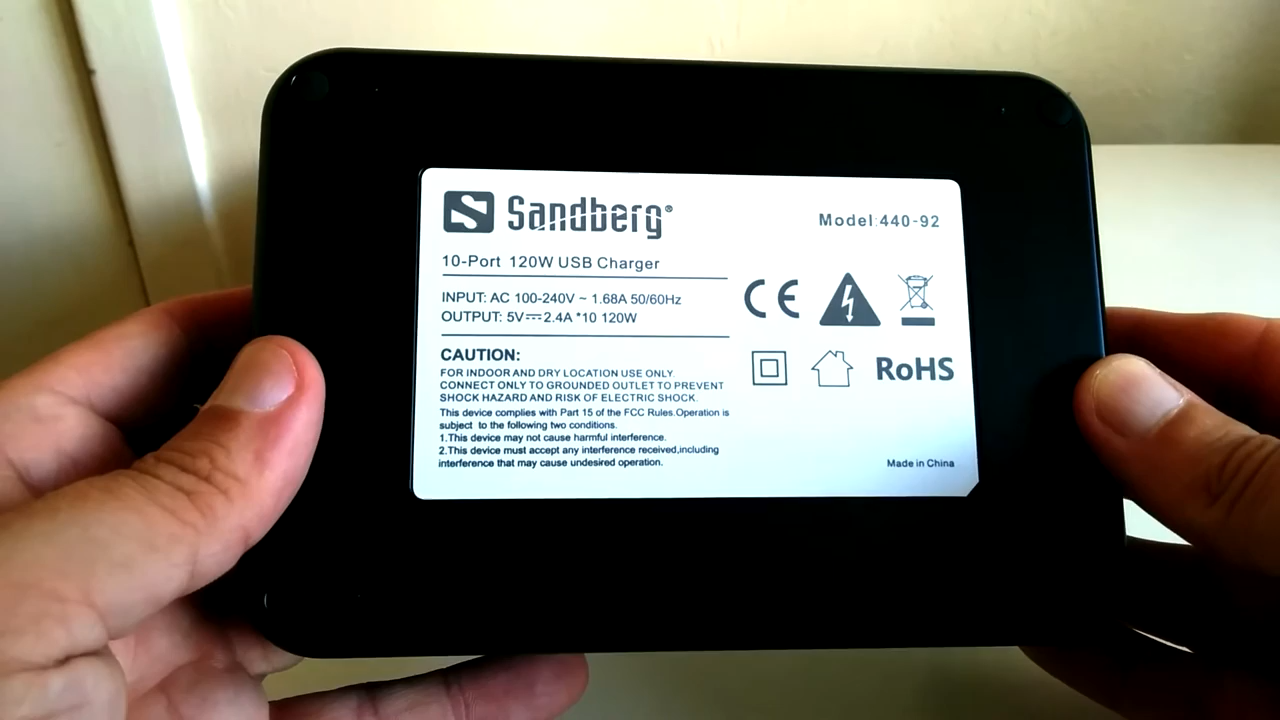 Sandberg®
Model:440-92
10-Port 120W USB Charger
INPUT: AC 100-240V ~ 1.68A 50/60Hz
OUTPUT: 5V⎓2.4A *10 120W
CE
RoHS
CAUTION:
FOR INDOOR AND DRY LOCATION USE ONLY.
CONNECT ONLY TO GROUNDED OUTLET TO PREVENT
SHOCK HAZARD AND RISK OF ELECTRIC SHOCK.
This device complies with Part 15 of the FCC Rules.Operation is
subject to the following two conditions.
1.This device may not cause harmful interference.
2.This device must accept any interference received,including
interference that may cause undesired operation.
Made in China